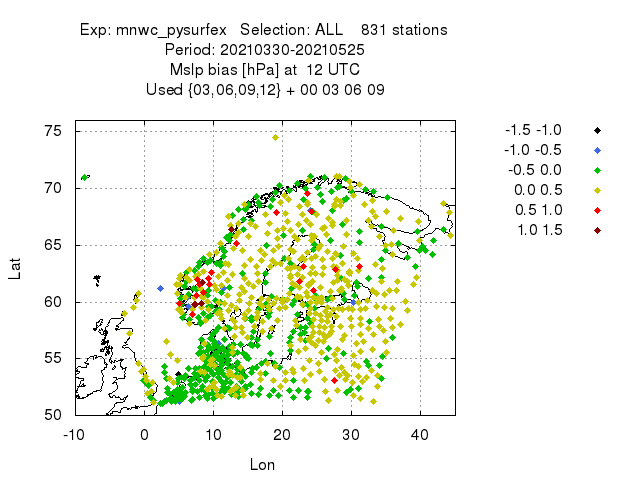 Exp: mnwc_pysurfex   Selection: ALL    831 stations
Period: 20210330-20210525
Mslp bias [hPa] at  12 UTC
Used {03,06,09,12} + 00 03 06 09
-1.5 -1.0
-1.0 -0.5
-0.5 0.0
0.0 0.5
0.5 1.0
1.0 1.5
75
70
65
60
55
50
Lat
-10 0 10 20 30 40
Lon